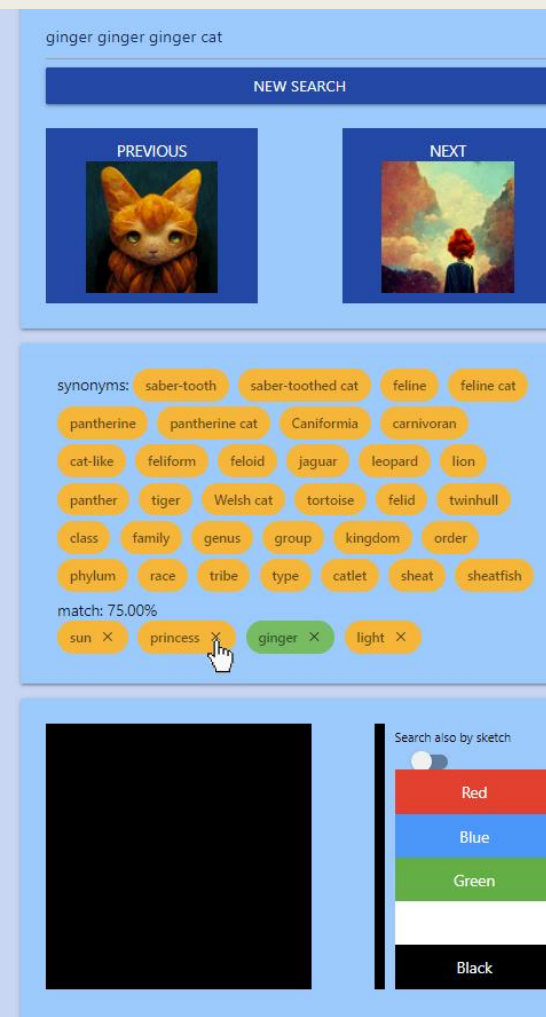 ginger ginger ginger cat
NEW SEARCH
PREVIOUS NEXT
synonyms: saber-tooth saber-toothed cat feline feline cat
pantherine pantherine cat Caniformia carnivoran
cat-like feliform feloid jaguar leopard lion
panther tiger Welsh cat tortoise felid twinhull
class family genus group kingdom order
phylum race tribe type catlet sheat sheatfish
match: 75.00%
sun × princess × ginger × light ×
Search also by sketch
Red
Blue
Green
Black